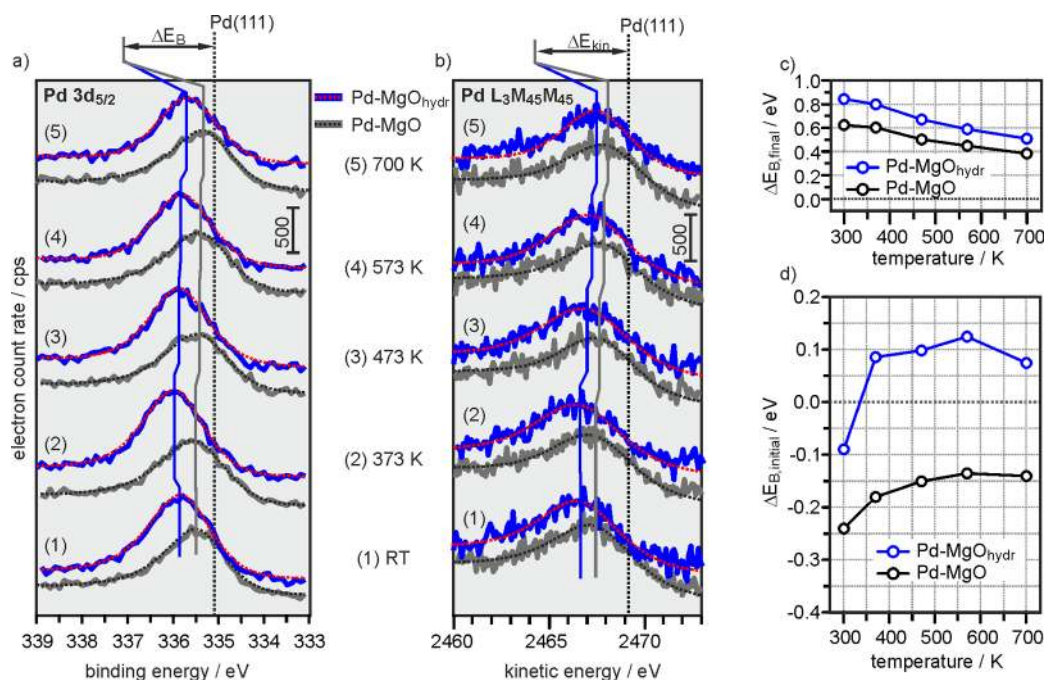 Pd(111)
ΔE_B
a)
Pd 3d_5/2
Pd-MgO_hydr
Pd-MgO
(5)
(4)
(3)
(2)
(1)
500
electron count rate / cps
339 337 335 333
binding energy / eV
Pd(111)
ΔE_kin
b)
Pd L_3M_45M_45
(5)
(4)
(3)
(2)
(1)
500
(5) 700 K
(4) 573 K
(3) 473 K
(2) 373 K
(1) RT
2460 2465 2470
kinetic energy / eV
c)
ΔE_B,final / eV
1.0
0.8
0.6
0.4
0.2
0.0
Pd-MgO_hydr
Pd-MgO
300 400 500 600 700
temperature / K
d)
ΔE_B,initial / eV
0.2
0.1
0.0
-0.1
-0.2
-0.3
-0.4
Pd-MgO_hydr
Pd-MgO
300 400 500 600 700
temperature / K